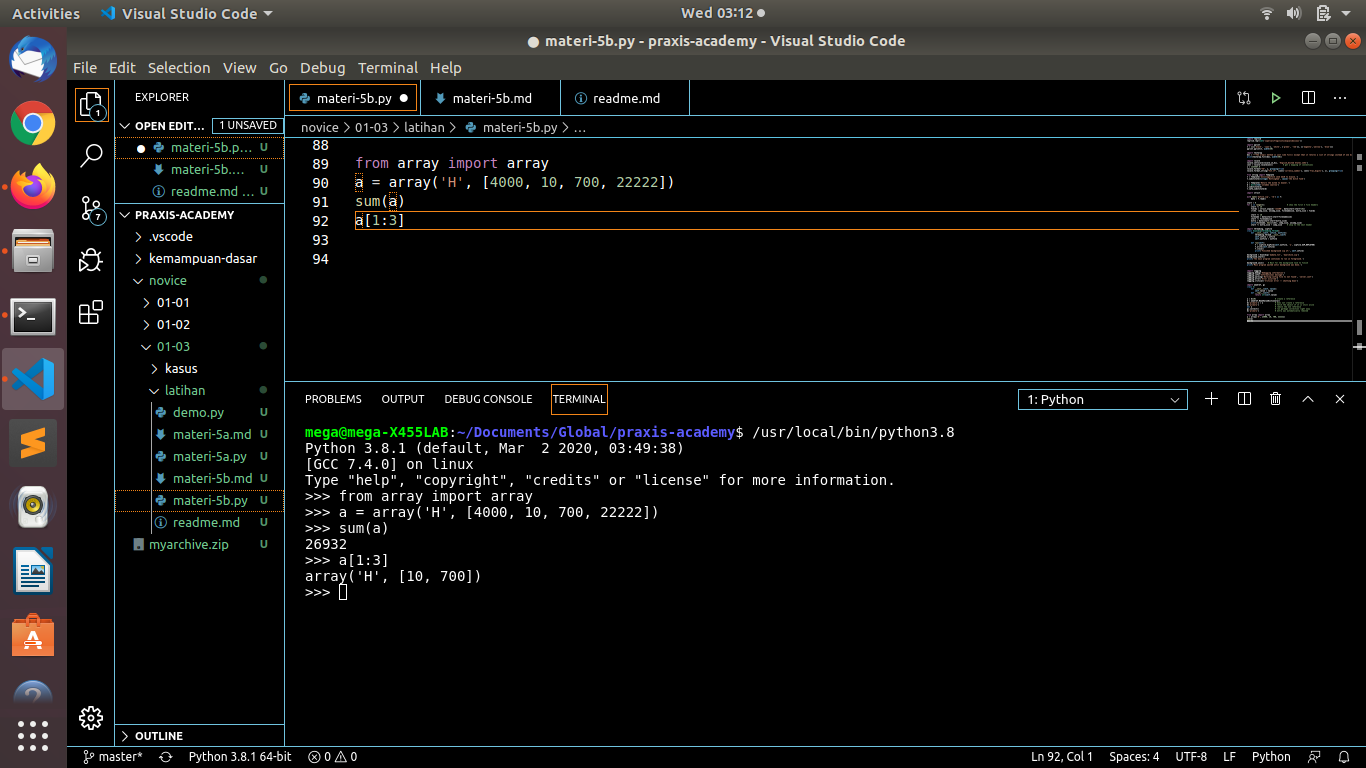 Activities Visual Studio Code Wed 03:12
materi-5b.py - praxis-academy - Visual Studio Code
File Edit Selection View Go Debug Terminal Help
EXPLORER
OPEN EDIT... 1 UNSAVED
materi-5b.p... U
materi-5b.... U
readme.md ... U
PRAXIS-ACADEMY
.vscode
kemampuan-dasar
novice
01-01
01-02
01-03
kasus
latihan
demo.py U
materi-5a.md U
materi-5a.py U
materi-5b.md U
materi-5b.py U
readme.md U
myarchive.zip U
OUTLINE
1
7
materi-5b.py materi-5b.md readme.md
novice > 01-03 > latihan > materi-5b.py > ...
88
89 from array import array
90 a = array('H', [4000, 10, 700, 22222])
91 sum(a)
92 a[1:3]
93
94
PROBLEMS OUTPUT DEBUG CONSOLE TERMINAL 1: Python
mega@mega-X455LAB:~/Documents/Global/praxis-academy$ /usr/local/bin/python3.8
Python 3.8.1 (default, Mar  2 2020, 03:49:38)
[GCC 7.4.0] on linux
Type "help", "copyright", "credits" or "license" for more information.
>>> from array import array
>>> a = array('H', [4000, 10, 700, 22222])
>>> sum(a)
26932
>>> a[1:3]
array('H', [10, 700])
>>>
master* Python 3.8.1 64-bit 0 0 Ln 92, Col 1 Spaces: 4 UTF-8 LF Python